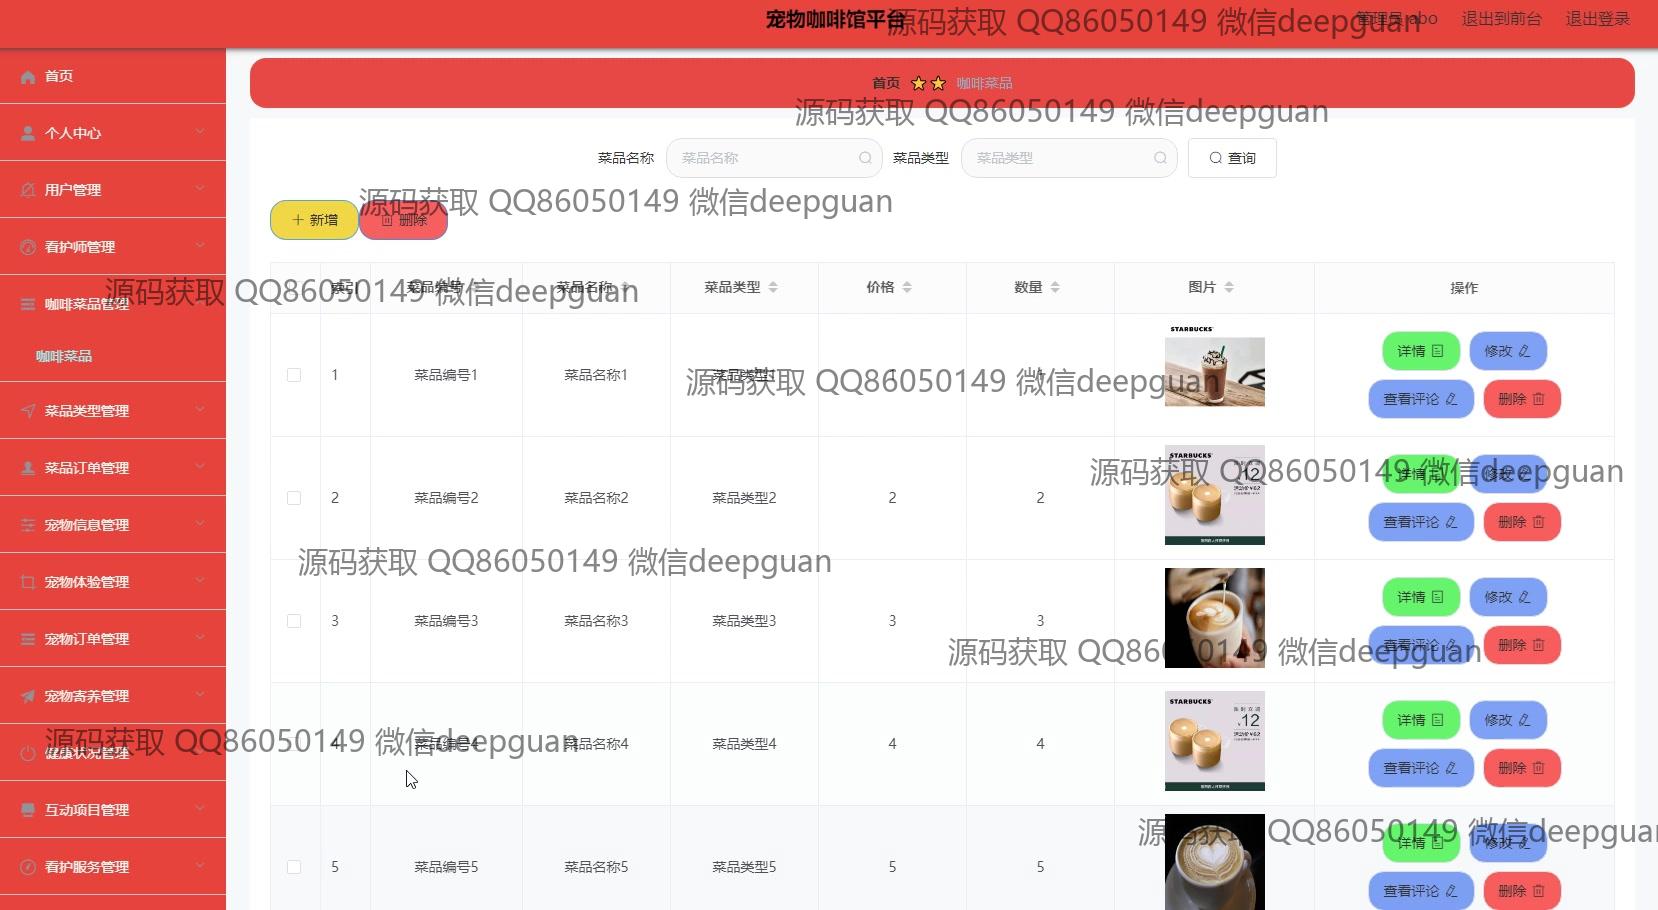 宠物咖啡馆平台
源码获取 QQ86050149 微信deepguan
管理员 abo
退出到前台
退出登录
首页
个人中心
用户管理
看护师管理
咖啡菜品管理
咖啡菜品
菜品类型管理
菜品订单管理
宠物信息管理
宠物体验管理
宠物订单管理
宠物寄养管理
健康状况管理
互动项目管理
看护服务管理
首页 咖啡菜品
源码获取 QQ86050149 微信deepguan
菜品名称 菜品名称 菜品类型 菜品类型 查询
源码获取 QQ86050149 微信deepguan
新增 删除
源码获取 QQ86050149 微信deepguan
索引 菜品编号 菜品名称 菜品类型 价格 数量 图片 操作
STARBUCKS
1 菜品编号1 菜品名称1 菜品类型1 1 1 详情 修改
查看评论 删除
源码获取 QQ86050149 微信deepguan
STARBUCKS
12
源码获取 QQ86050149 微信deepguan
2 菜品编号2 菜品名称2 菜品类型2 2 2 详情 修改
查看评论 删除
源码获取 QQ86050149 微信deepguan
3 菜品编号3 菜品名称3 菜品类型3 3 3 详情 修改
查看评论 删除
源码获取 QQ86050149 微信deepguan
STARBUCKS
12
4 菜品编号4 菜品名称4 菜品类型4 4 4 详情 修改
查看评论 删除
源码获取 QQ86050149 微信deepguan
源码获取 QQ86050149 微信deepguan
5 菜品编号5 菜品名称5 菜品类型5 5 5 详情 修改
查看评论 删除